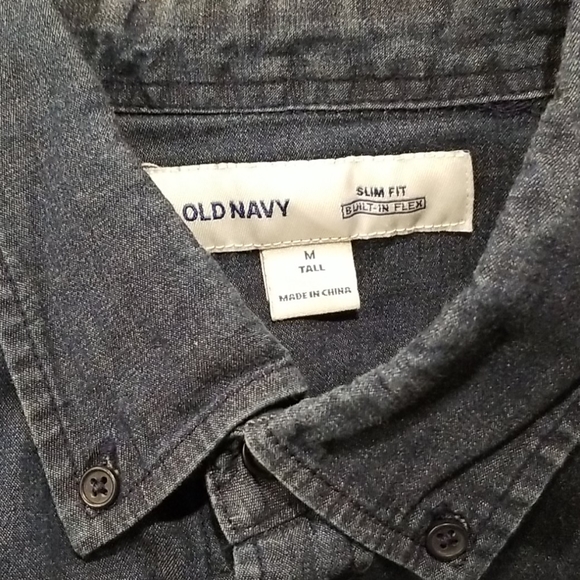 OLD NAVY
SLIM FIT
BUILT-IN FLEX
M
TALL
MADE IN CHINA